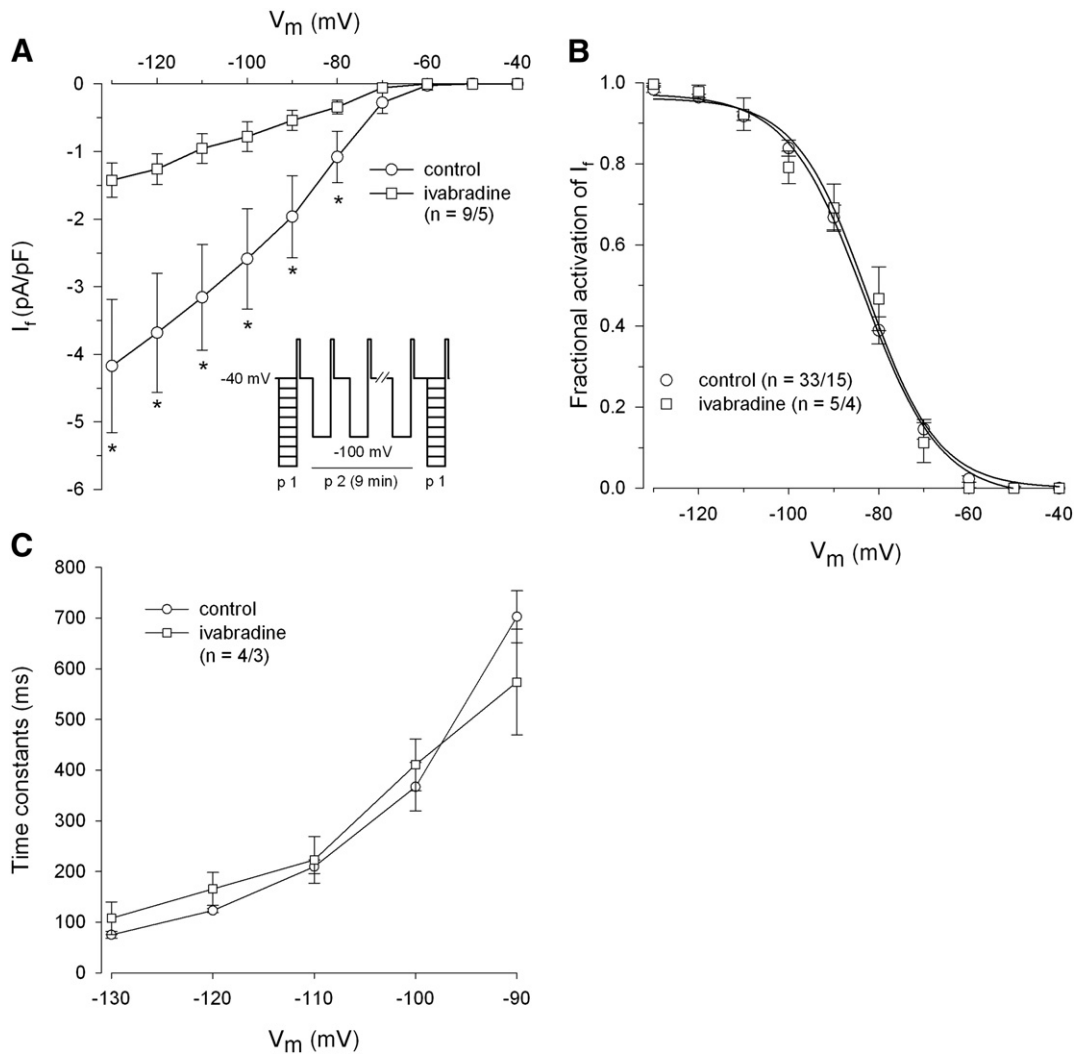 A
Vm (mV)
-120 -100 -80 -60 -40
0
-1
-2
-3
-4
-5
-6
If (pA/pF)
control
ivabradine
(n = 9/5)
* * * * * *
-40 mV
-100 mV
p 1 p 2 (9 min) p 1
B
1.0
0.8
0.6
0.4
0.2
0.0
Fractional activation of If
control (n = 33/15)
ivabradine (n = 5/4)
-120 -100 -80 -60 -40
Vm (mV)
C
800
700
600
500
400
300
200
100
0
Time constants (ms)
control
ivabradine
(n = 4/3)
-130 -120 -110 -100 -90
Vm (mV)